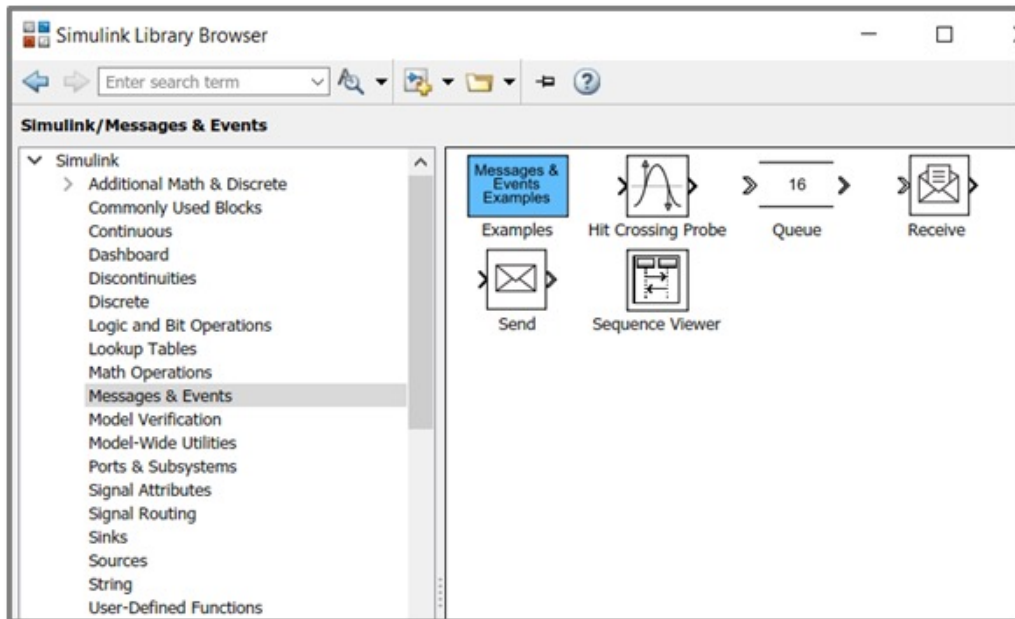 Simulink Library Browser
Enter search term
Simulink/Messages & Events
Simulink
Additional Math & Discrete
Commonly Used Blocks
Continuous
Dashboard
Discontinuities
Discrete
Logic and Bit Operations
Lookup Tables
Math Operations
Messages & Events
Model Verification
Model-Wide Utilities
Ports & Subsystems
Signal Attributes
Signal Routing
Sinks
Sources
String
User-Defined Functions
Messages &
Events
Examples
Examples
Hit Crossing Probe
16
Queue
Receive
Send
Sequence Viewer